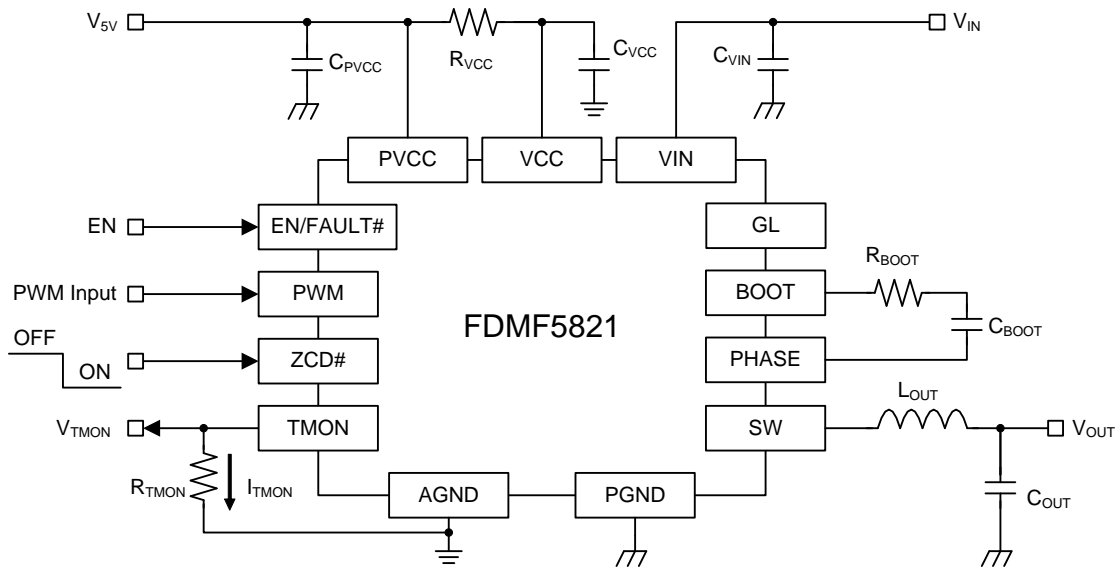 V5V
RVCC
CPVCC
CVCC
CVIN
VIN
PVCC
VCC
VIN
EN
EN/FAULT#
GL
RBOOT
PWM Input
PWM
BOOT
FDMF5821
CBOOT
OFF
ON
ZCD#
PHASE
LOUT
VTMON
TMON
SW
VOUT
RTMON
ITMON
AGND
PGND
COUT